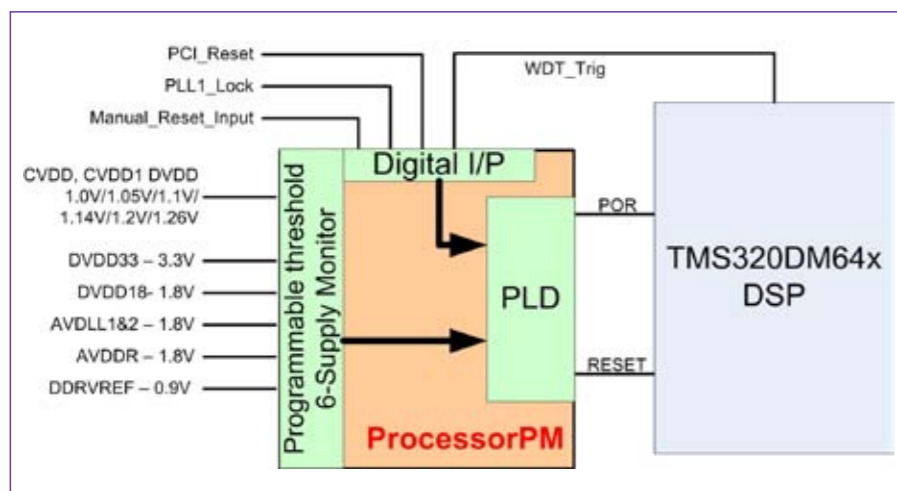 PCI_Reset
PLL1_Lock
Manual_Reset_Input
WDT_Trig
Digital I/P
CVDD, CVDD1 DVDD
1.0V/1.05V/1.1V/
1.14V/1.2V/1.26V
DVDD33 – 3.3V
DVDD18- 1.8V
AVDLL1&2 – 1.8V
AVDDR – 1.8V
DDRVREF – 0.9V
Programmable threshold
6-Supply Monitor
PLD
ProcessorPM
POR
RESET
TMS320DM64x
DSP